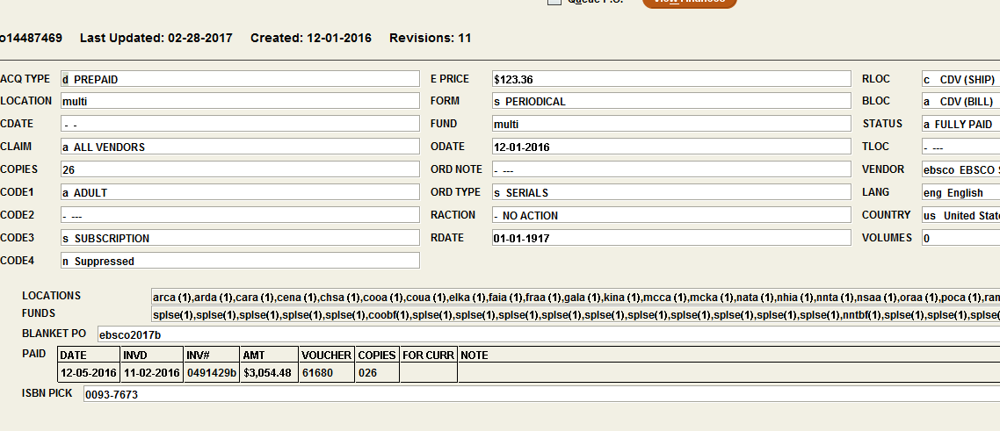 Queue P.O. View Finances
o14487469 Last Updated: 02-28-2017 Created: 12-01-2016 Revisions: 11
ACQ TYPE d PREPAID E PRICE $123.36 RLOC c CDV (SHIP)
LOCATION multi FORM s PERIODICAL BLOC a CDV (BILL)
CDATE - - FUND multi STATUS a FULLY PAID
CLAIM a ALL VENDORS ODATE 12-01-2016 TLOC - ---
COPIES 26 ORD NOTE - --- VENDOR ebsco EBSCO S
CODE1 a ADULT ORD TYPE s SERIALS LANG eng English
CODE2 - --- RACTION - NO ACTION COUNTRY us United State
CODE3 s SUBSCRIPTION RDATE 01-01-1917 VOLUMES 0
CODE4 n Suppressed
LOCATIONS arca (1),arda (1),cara (1),cena (1),chsa (1),cooa (1),coua (1),elka (1),faia (1),fraa (1),gala (1),kina (1),mcca (1),mcka (1),nata (1),nhia (1),nnta (1),nsaa (1),oraa (1),poca (1),ran
FUNDS splse(1),splse(1),splse(1),splse(1),splse(1),coobf(1),splse(1),splse(1),splse(1),splse(1),splse(1),splse(1),splse(1),splse(1),splse(1),splse(1),nntbf(1),splse(1),splse(1),splse(
BLANKET PO ebsco2017b
PAID DATE INVD INV# AMT VOUCHER COPIES FOR CURR NOTE
12-05-2016 11-02-2016 0491429b $3,054.48 61680 026
ISBN PICK 0093-7673